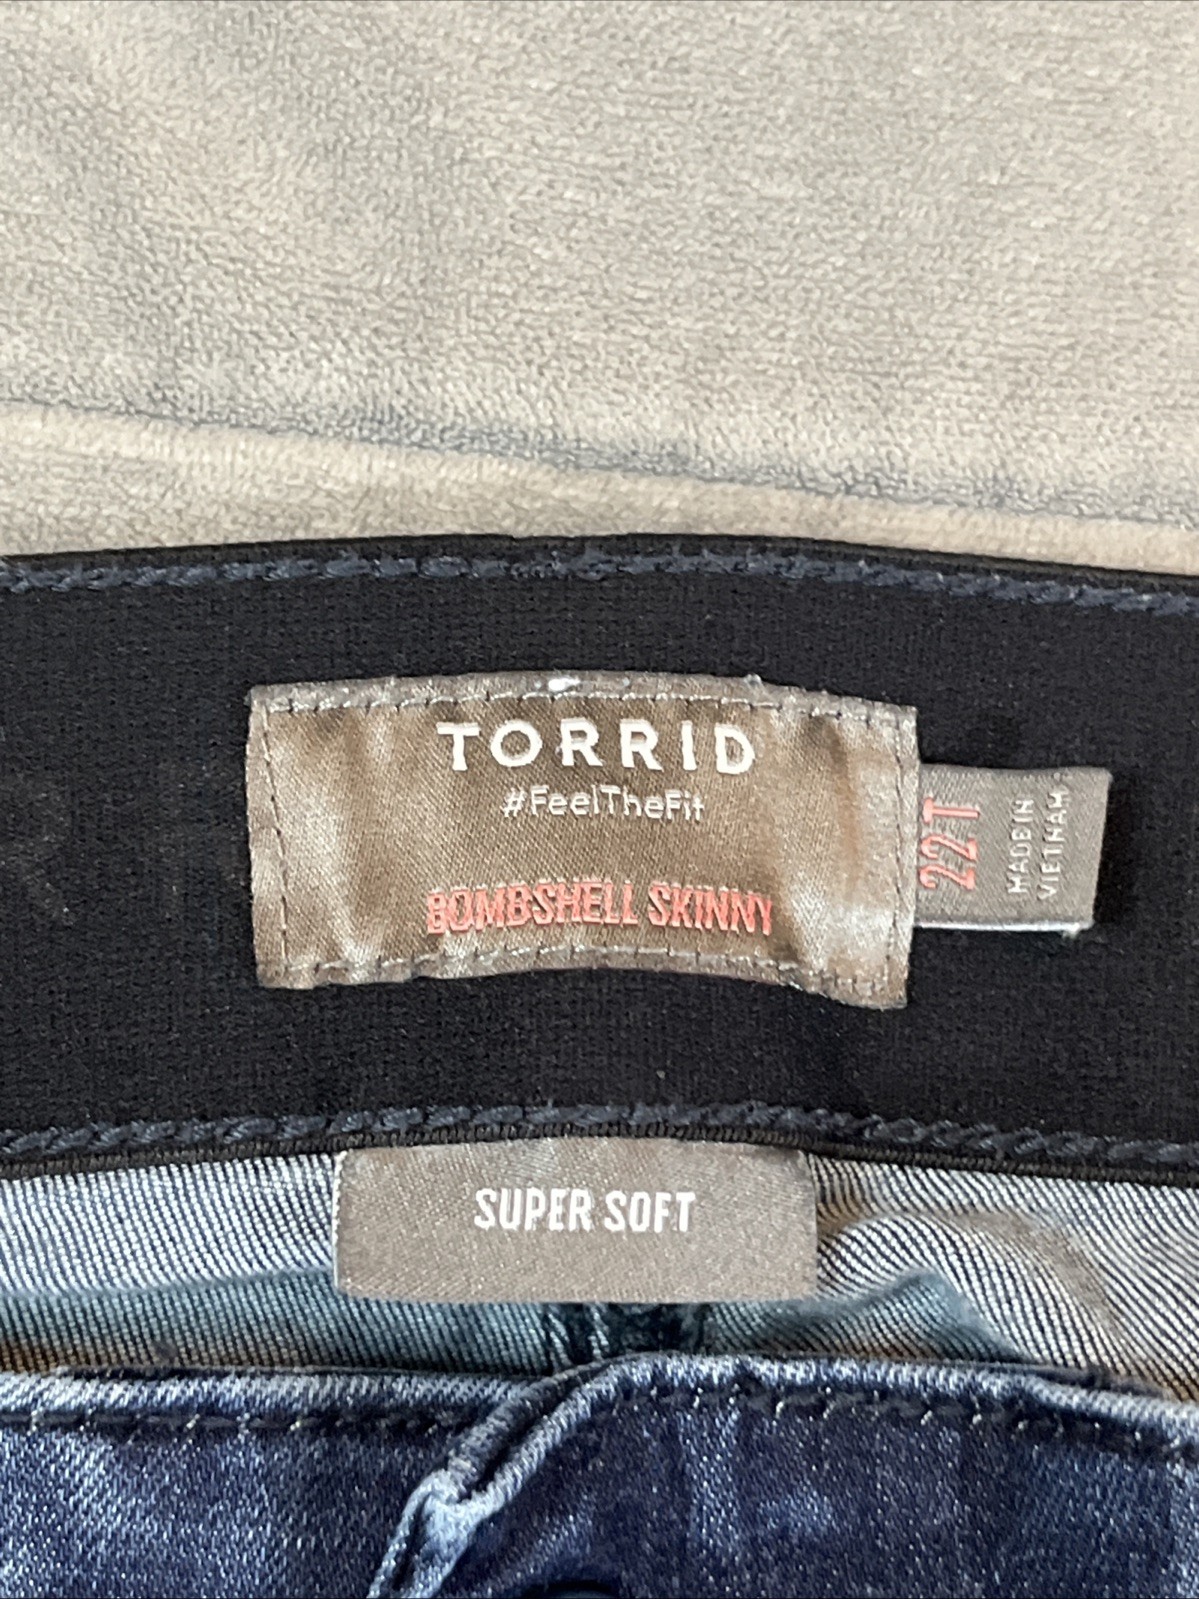 TORRID
#FeelTheFit
BOMBSHELL SKINNY
22T
MADE IN
VIETNAM
SUPER SOFT